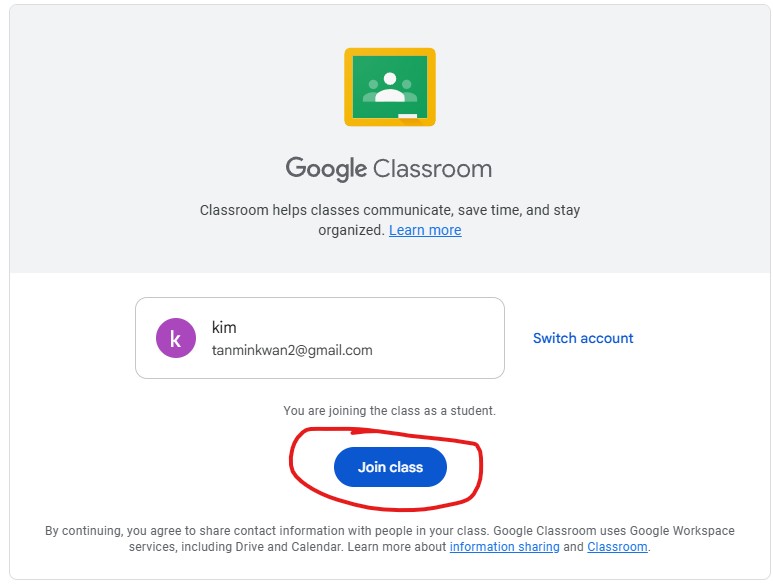 Google Classroom
Classroom helps classes communicate, save time, and stay
organized. Learn more
k
kim
tanminkwan2@gmail.com
Switch account
You are joining the class as a student.
Join class
By continuing, you agree to share contact information with people in your class. Google Classroom uses Google Workspace
services, including Drive and Calendar. Learn more about information sharing and Classroom.